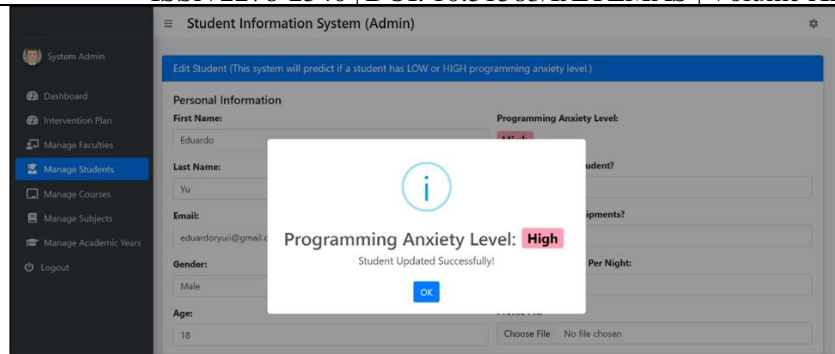 Student Information System (Admin)
System Admin
Dashboard
Intervention Plan
Manage Faculties
Manage Students
Manage Courses
Manage Subjects
Manage Academic Years
Logout
Edit Student (This system will predict if a student has LOW or HIGH programming anxiety level.)
Personal Information
First Name:
Eduardo
Last Name:
Yu
Email:
eduardoryuii@gmail.c
Gender:
Male
Age:
18
Programming Anxiety Level:
udent?
ipments?
Per Night:
Choose File No file chosen
i
Programming Anxiety Level: High
Student Updated Successfully!
OK